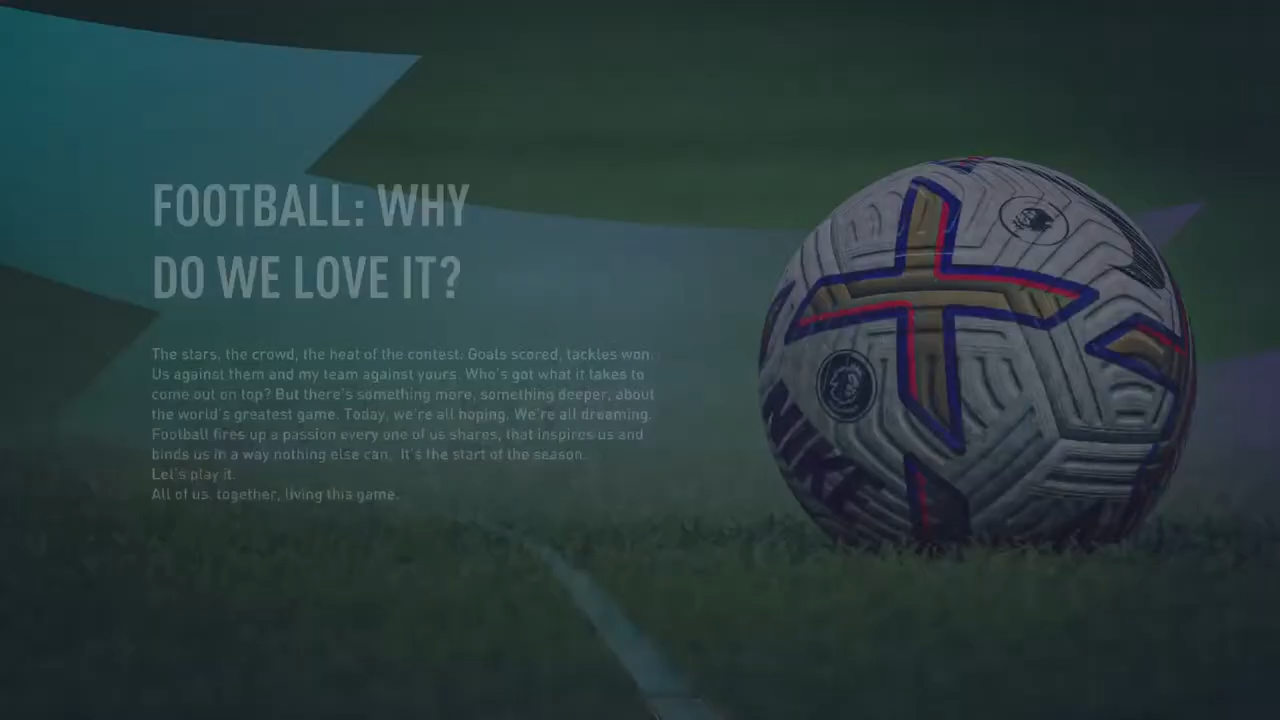 FOOTBALL: WHY
DO WE LOVE IT?
The stars, the crowd, the heat of the contest. Goals scored, tackles won.
Us against them and my team against yours. Who's got what it takes to
come out on top? But there's something more, something deeper, about
the world's greatest game. Today, we're all hoping. We're all dreaming.
Football fires up a passion every one of us shares, that inspires us and
binds us in a way nothing else can. It's the start of the season.
Let's play it.
All of us, together, living this game.
NIKE